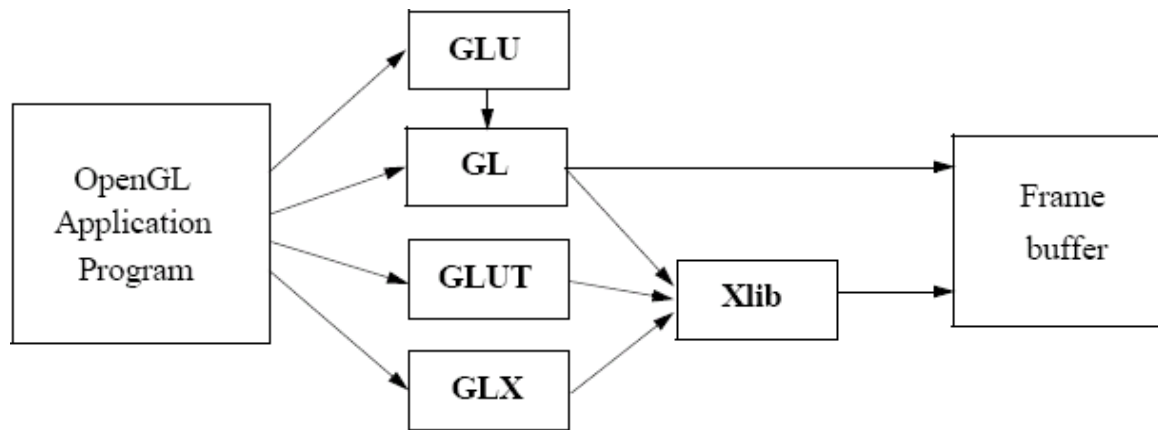 GLU
OpenGL
Application
Program
GL
GLUT
GLX
Xlib
Frame
buffer